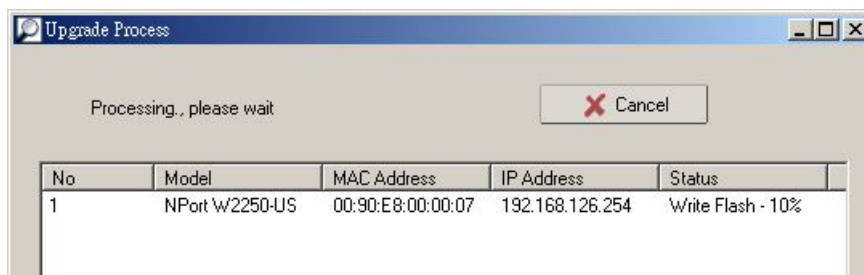 Upgrade Process
Processing., please wait
Cancel
No Model MAC Address IP Address Status
1 NPort W2250-US 00:90:E8:00:00:07 192.168.126.254 Write Flash - 10%